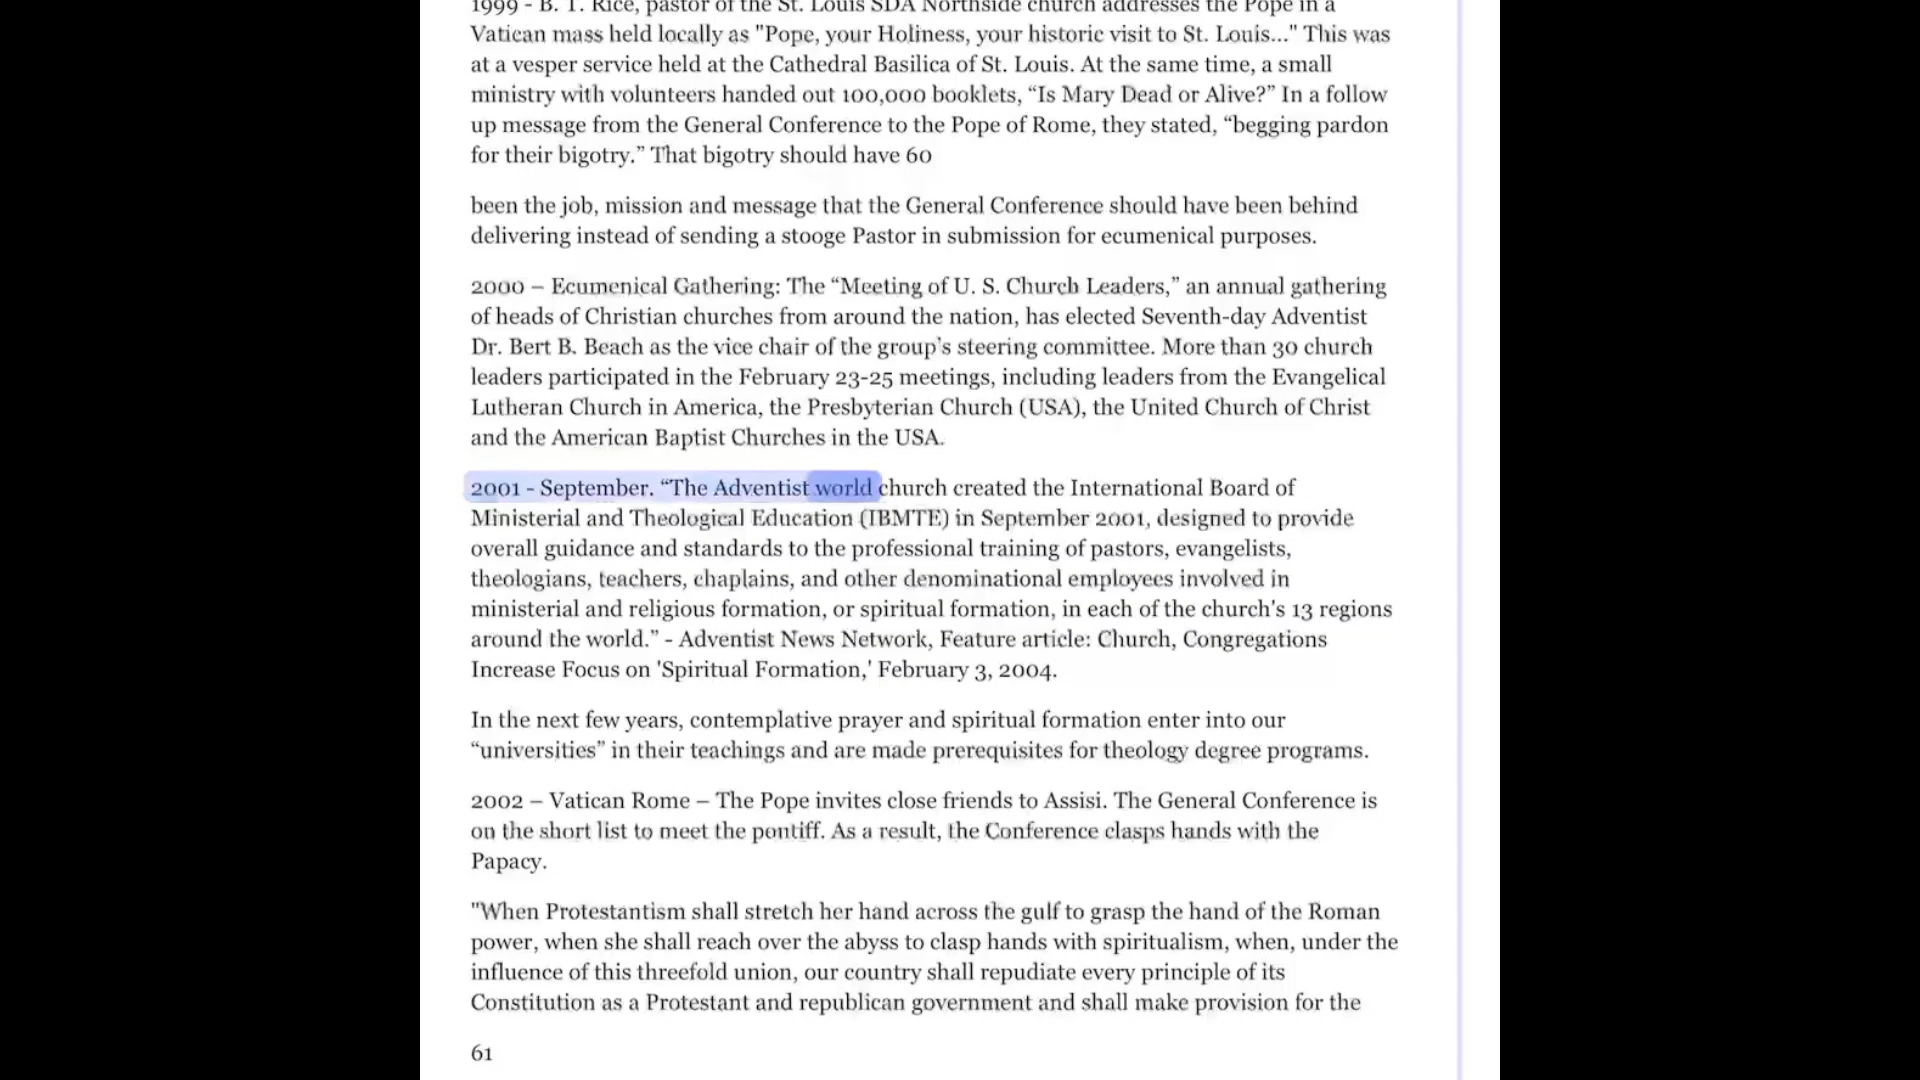 1999 - B. T. Rice, pastor of the St. Louis SDA Northside church addresses the Pope in a
Vatican mass held locally as "Pope, your Holiness, your historic visit to St. Louis..." This was
at a vesper service held at the Cathedral Basilica of St. Louis. At the same time, a small
ministry with volunteers handed out 100,000 booklets, “Is Mary Dead or Alive?” In a follow
up message from the General Conference to the Pope of Rome, they stated, “begging pardon
for their bigotry.” That bigotry should have 60
been the job, mission and message that the General Conference should have been behind
delivering instead of sending a stooge Pastor in submission for ecumenical purposes.
2000 – Ecumenical Gathering: The “Meeting of U. S. Church Leaders,” an annual gathering
of heads of Christian churches from around the nation, has elected Seventh-day Adventist
Dr. Bert B. Beach as the vice chair of the group's steering committee. More than 30 church
leaders participated in the February 23-25 meetings, including leaders from the Evangelical
Lutheran Church in America, the Presbyterian Church (USA), the United Church of Christ
and the American Baptist Churches in the USA.
2001 - September. “The Adventist world church created the International Board of
Ministerial and Theological Education (IBMTE) in September 2001, designed to provide
overall guidance and standards to the professional training of pastors, evangelists,
theologians, teachers, chaplains, and other denominational employees involved in
ministerial and religious formation, or spiritual formation, in each of the church's 13 regions
around the world.” - Adventist News Network, Feature article: Church, Congregations
Increase Focus on 'Spiritual Formation,' February 3, 2004.
In the next few years, contemplative prayer and spiritual formation enter into our
“universities” in their teachings and are made prerequisites for theology degree programs.
2002 – Vatican Rome – The Pope invites close friends to Assisi. The General Conference is
on the short list to meet the pontiff. As a result, the Conference clasps hands with the
Papacy.
"When Protestantism shall stretch her hand across the gulf to grasp the hand of the Roman
power, when she shall reach over the abyss to clasp hands with spiritualism, when, under the
influence of this threefold union, our country shall repudiate every principle of its
Constitution as a Protestant and republican government and shall make provision for the
61